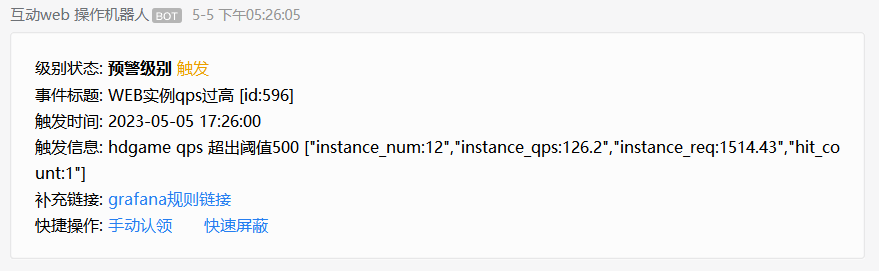 互动web 操作机器人 BOT 5-5 下午05:26:05
级别状态: 预警级别 触发
事件标题: WEB实例qps过高 [id:596]
触发时间: 2023-05-05 17:26:00
触发信息: hdgame qps 超出阈值500 ["instance_num:12","instance_qps:126.2","instance_req:1514.43","hit_co
unt:1"]
补充链接: grafana规则链接
快捷操作: 手动认领 快速屏蔽